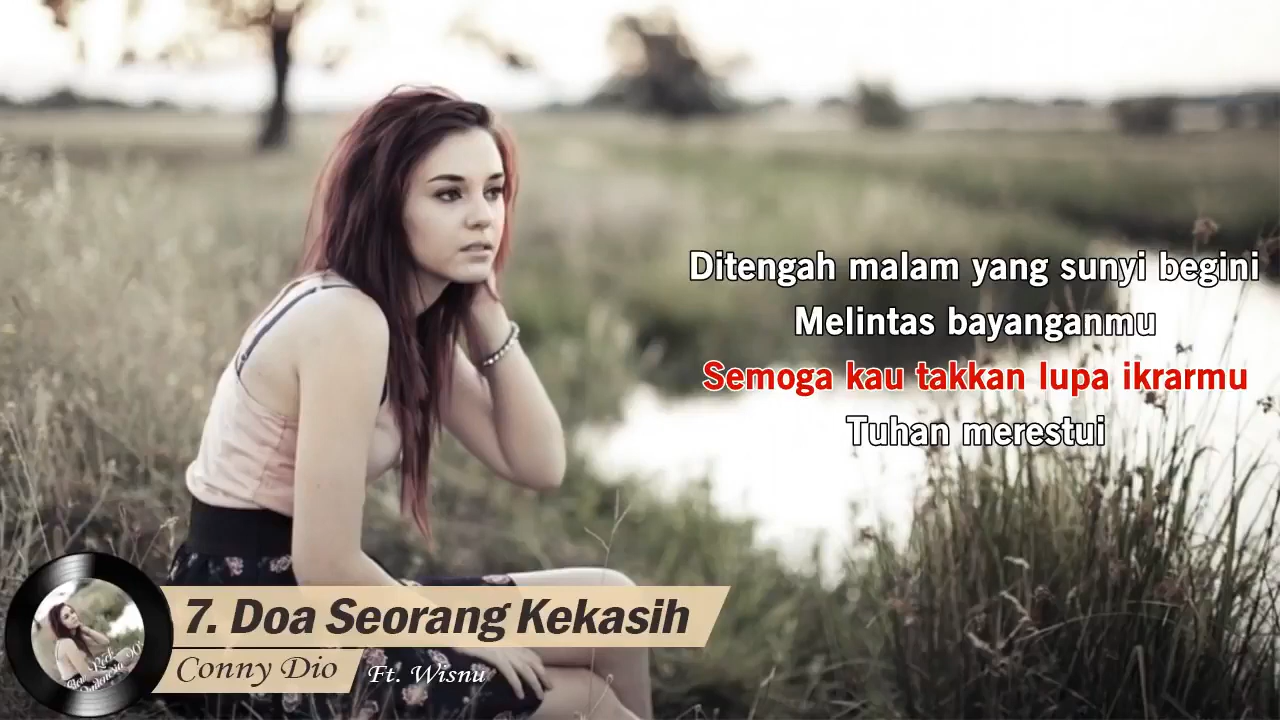 Ditengah malam yang sunyi begini
Melintas bayanganmu
Semoga kau takkan lupa ikrarmu
Tuhan merestui
7. Doa Seorang Kekasih
Conny Dio
Ft. Wisnu